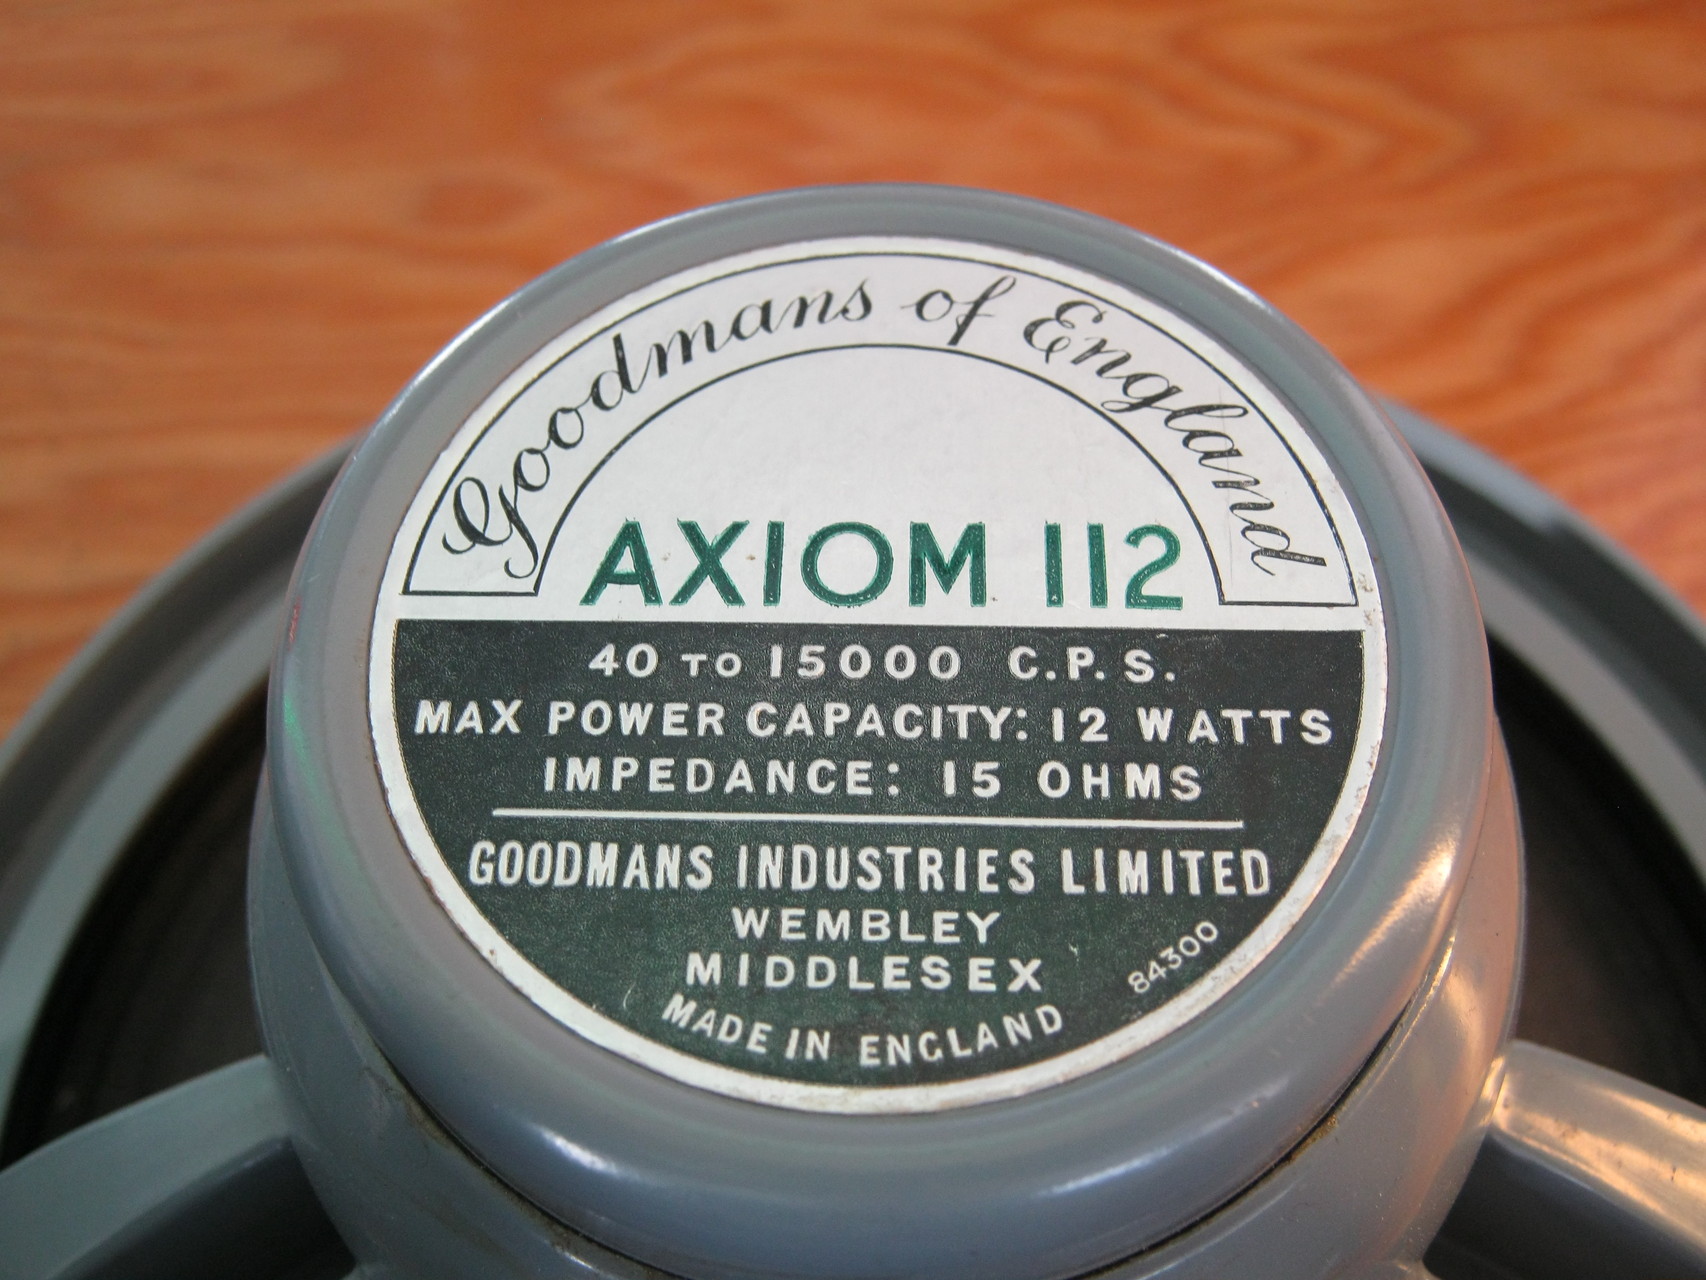 Goodmans of England
AXIOM 112
40 TO 15000 C.P.S.
MAX POWER CAPACITY: 12 WATTS
IMPEDANCE: 15 OHMS
GOODMANS INDUSTRIES LIMITED
WEMBLEY
MIDDLESEX
84300
MADE IN ENGLAND